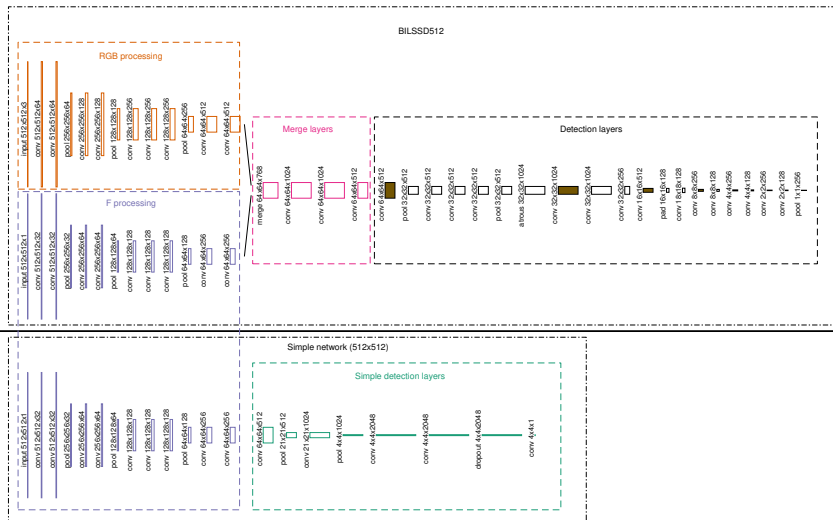 BILSSD512
RGB processing
input 512x512x3
conv 512x512x64
conv 512x512x64
pool 256x256x64
conv 256x256x128
conv 256x256x128
pool 128x128x128
conv 128x128x256
conv 128x128x256
conv 128x128x256
pool 64x64x256
conv 64x64x512
conv 64x64x512
F processing
input 512x512x1
conv 512x512x32
conv 512x512x32
pool 256x256x32
conv 256x256x64
conv 256x256x64
pool 128x128x64
conv 128x128x128
conv 128x128x128
conv 128x128x128
pool 64x64x128
conv 64x64x256
conv 64x64x256
Merge layers
merge 64x64x768
conv 64x64x1024
conv 64x64x1024
conv 64x64x512
Detection layers
conv 64x64x512
pool 32x32x512
conv 32x32x512
conv 32x32x512
conv 32x32x512
pool 32x32x512
atrous 32x32x1024
conv 32x32x1024
conv 32x32x1024
conv 32x32x256
conv 16x16x512
pad 16x16x128
conv 18x18x128
conv 8x8x256
conv 8x8x128
conv 4x4x256
conv 4x4x128
conv 2x2x256
conv 2x2x128
pool 1x1x256
Simple network (512x512)
input 512x512x1
conv 512x512x32
conv 512x512x32
pool 256x256x32
conv 256x256x64
conv 256x256x64
pool 128x128x64
conv 128x128x128
conv 128x128x128
conv 128x128x128
pool 64x64x128
conv 64x64x256
conv 64x64x256
Simple detection layers
conv 64x64x512
pool 21x21x512
conv 21x21x1024
pool 4x4x1024
conv 4x4x2048
conv 4x4x2048
dropout 4x4x2048
conv 4x4x1